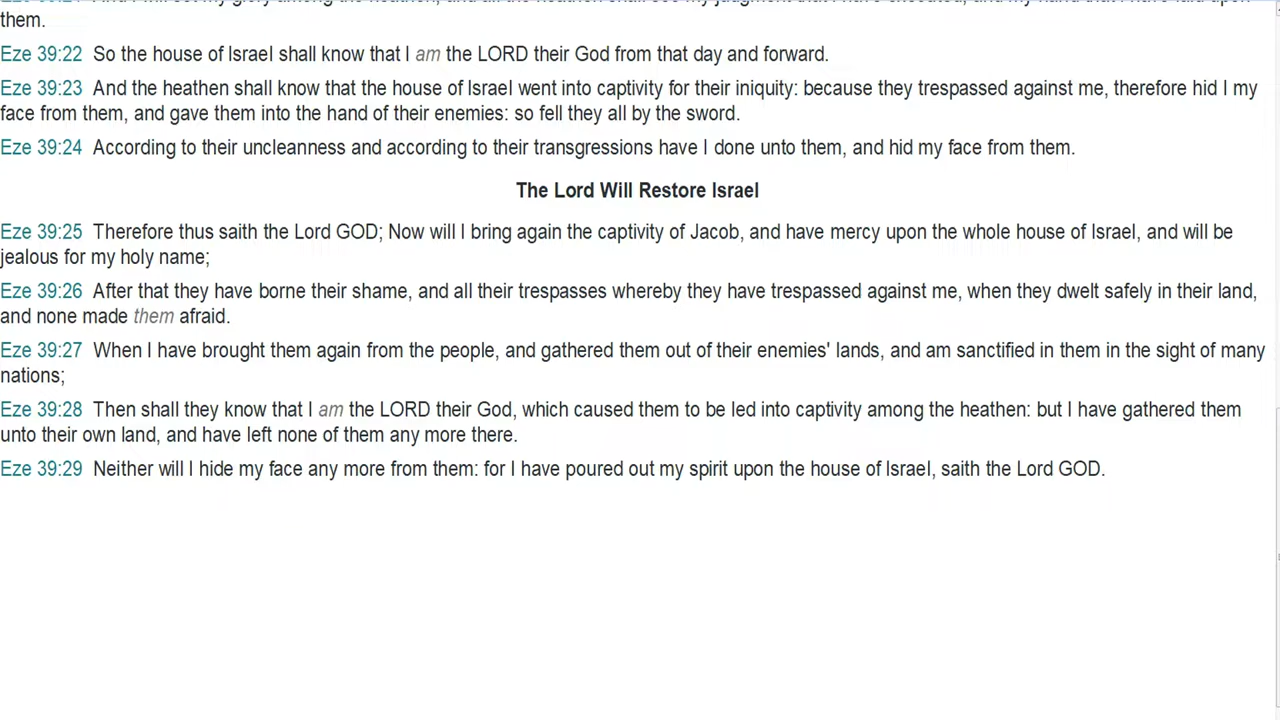 them.
Eze 39:22 So the house of Israel shall know that I am the LORD their God from that day and forward.
Eze 39:23 And the heathen shall know that the house of Israel went into captivity for their iniquity: because they trespassed against me, therefore hid I my
face from them, and gave them into the hand of their enemies: so fell they all by the sword.
Eze 39:24 According to their uncleanness and according to their transgressions have I done unto them, and hid my face from them.
The Lord Will Restore Israel
Eze 39:25 Therefore thus saith the Lord GOD; Now will I bring again the captivity of Jacob, and have mercy upon the whole house of Israel, and will be
jealous for my holy name;
Eze 39:26 After that they have borne their shame, and all their trespasses whereby they have trespassed against me, when they dwelt safely in their land,
and none made them afraid.
Eze 39:27 When I have brought them again from the people, and gathered them out of their enemies' lands, and am sanctified in them in the sight of many
nations;
Eze 39:28 Then shall they know that I am the LORD their God, which caused them to be led into captivity among the heathen: but I have gathered them
unto their own land, and have left none of them any more there.
Eze 39:29 Neither will I hide my face any more from them: for I have poured out my spirit upon the house of Israel, saith the Lord GOD.